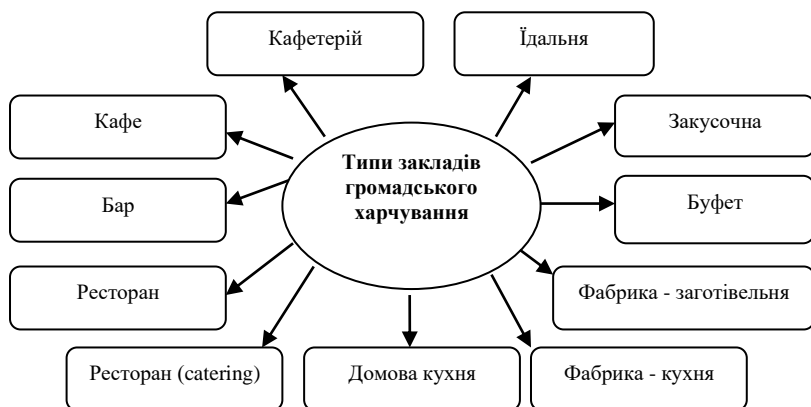 Кафетерій
Їдальня
Кафе
Закусочна
Типи закладів
громадського
харчування
Бар
Буфет
Ресторан
Фабрика - заготівельня
Ресторан (catering)
Домова кухня
Фабрика - кухня